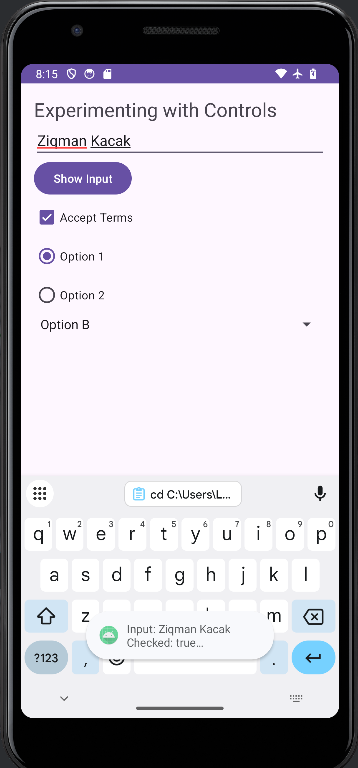 8:15
Experimenting with Controls
Ziqman Kacak
Show Input
Accept Terms
Option 1
Option 2
Option B
cd C:\Users\L...
q1 w2 e3 r4 t5 y6 u7 i8 o9 p0
a s d f g h j k l
z m
Input: Ziqman Kacak
Checked: true...
?123 , .